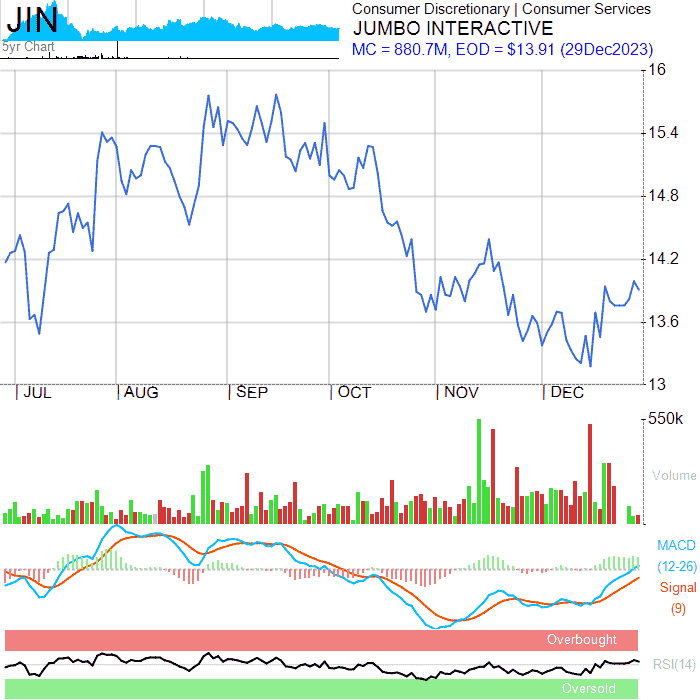 JIN
5yr Chart
Consumer Discretionary | Consumer Services
JUMBO INTERACTIVE
MC = 880.7M, EOD = $13.91 (29Dec2023)
16
15.4
14.8
14.2
13.6
13
JUL
AUG
SEP
OCT
NOV
DEC
550k
Volume
MACD
(12-26)
Signal
(9)
Overbought
RSI(14)
Oversold